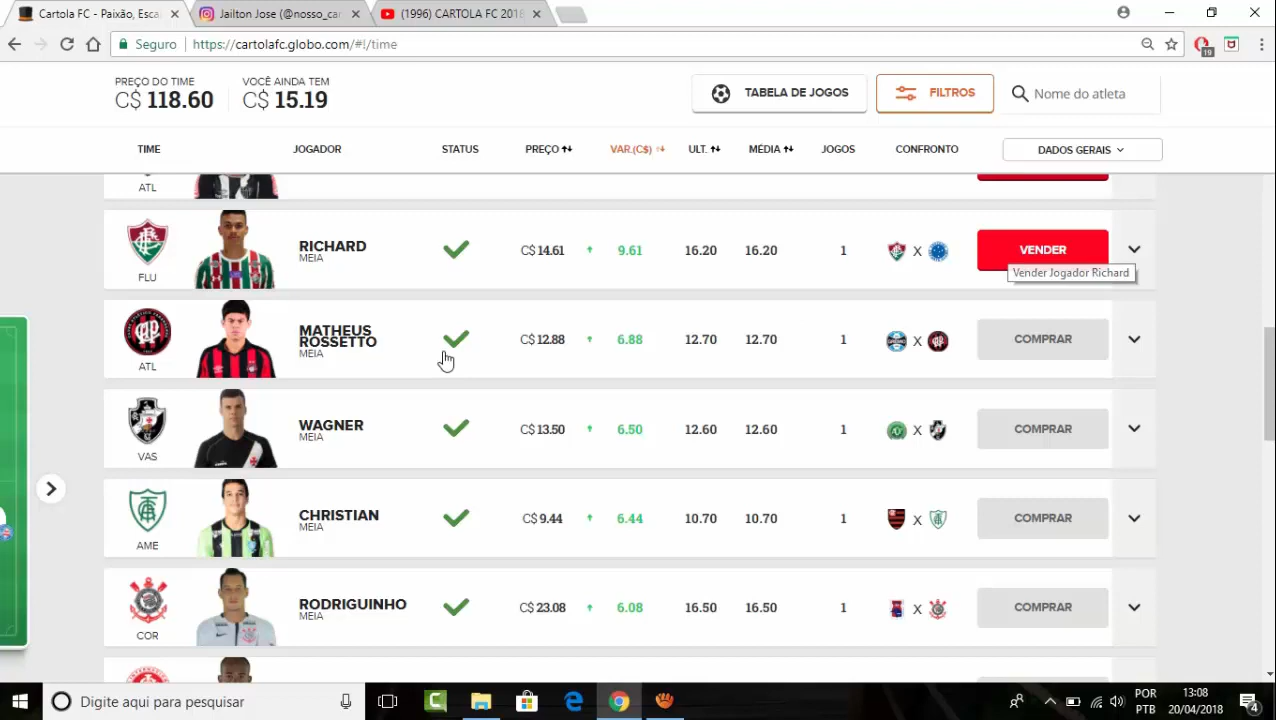 Cartola FC - Paixão, Esca
Jailton Jose (@nosso_car
(1996) CARTOLA FC 2018
Seguro
https://cartolafc.globo.com/#!/time
19
PREÇO DO TIME
C$ 118.60
VOCÊ AINDA TEM
C$ 15.19
TABELA DE JOGOS
FILTROS
Nome do atleta
TIME JOGADOR STATUS PREÇO VAR.(C$) ULT. MÉDIA JOGOS CONFRONTO DADOS GERAIS
ATL
RICHARD
MEIA
FLU
C$ 14.61 9.61 16.20 16.20 1 X VENDER
Vender Jogador Richard
MATHEUS
ROSSETTO
MEIA
ATL
C$ 12.88 6.88 12.70 12.70 1 X COMPRAR
WAGNER
MEIA
VAS
C$ 13.50 6.50 12.60 12.60 1 X COMPRAR
CHRISTIAN
MEIA
AME
C$ 9.44 6.44 10.70 10.70 1 X COMPRAR
RODRIGUINHO
MEIA
COR
C$ 23.08 6.08 16.50 16.50 1 X COMPRAR
Digite aqui para pesquisar
POR
PTB
13:08
20/04/2018
4